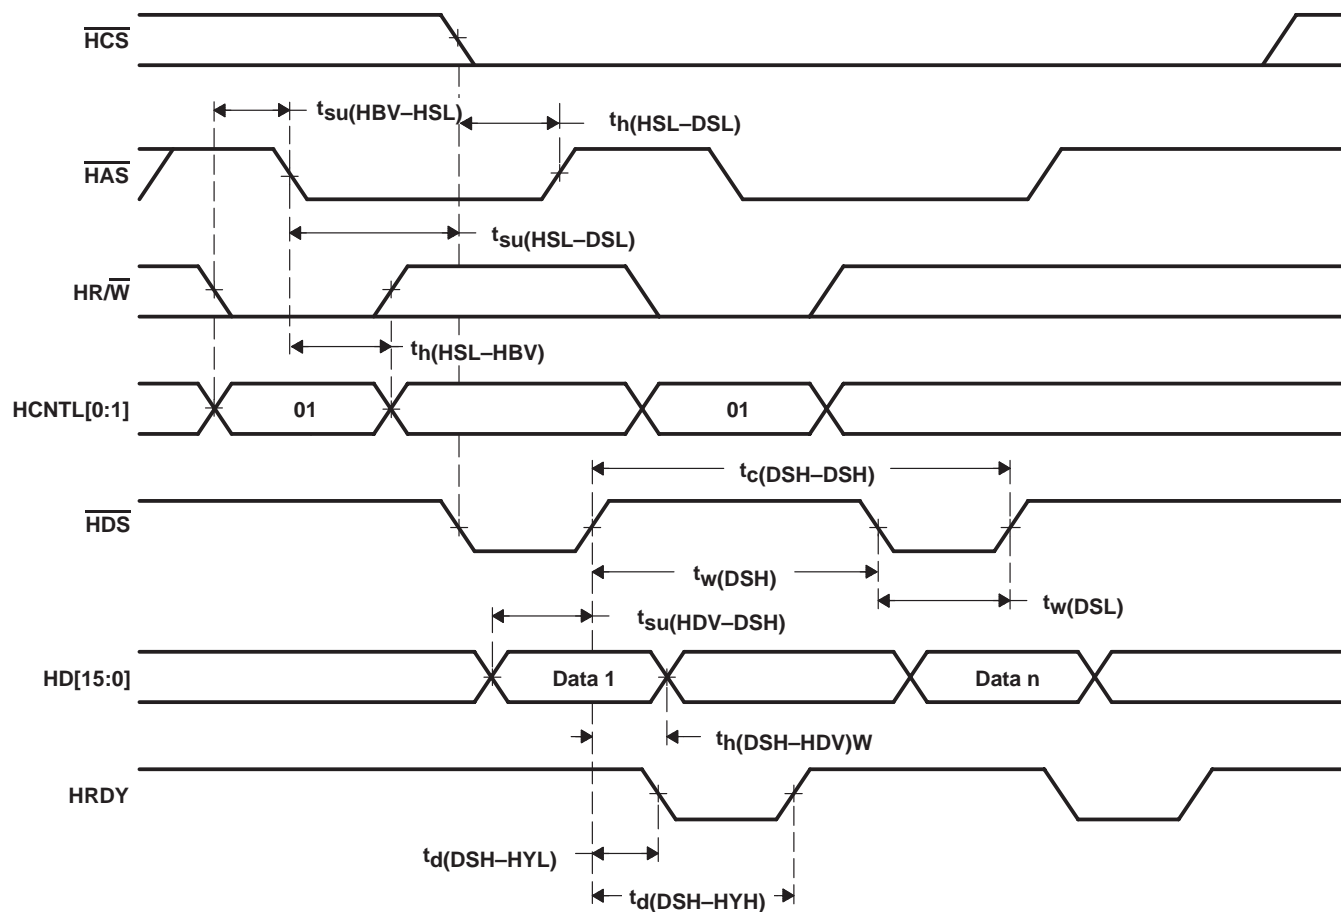 HCS
tsu(HBV–HSL)
th(HSL–DSL)
HAS
tsu(HSL–DSL)
HR/W
th(HSL–HBV)
HCNTL[0:1]
01
01
tc(DSH–DSH)
HDS
tw(DSH)
tw(DSL)
tsu(HDV–DSH)
HD[15:0]
Data 1
Data n
th(DSH–HDV)W
HRDY
td(DSH–HYL)
td(DSH–HYH)